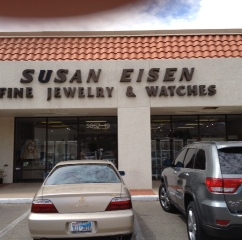 SUSAN EISEN
FINE JEWELRY & WATCHES